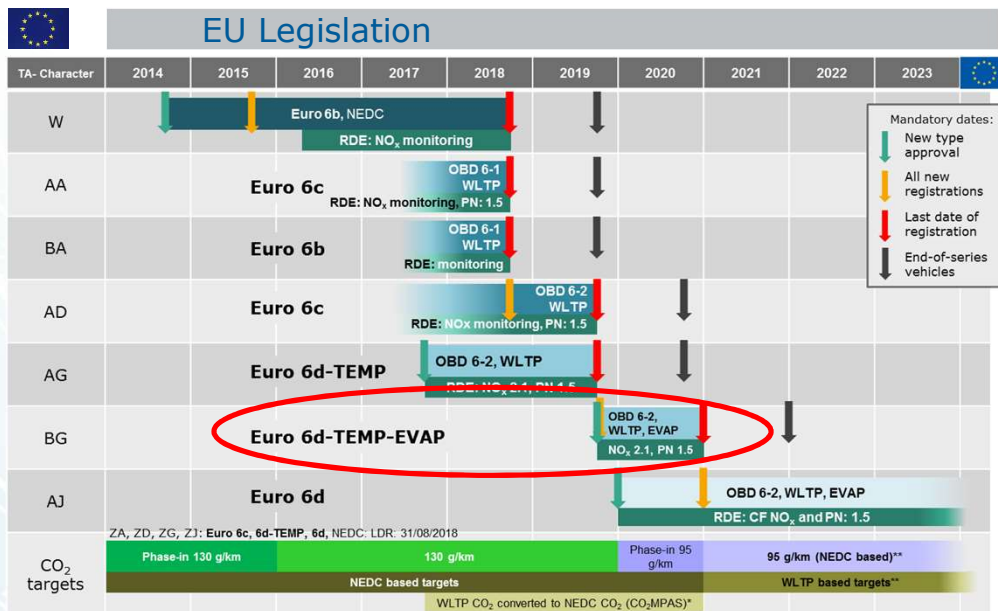 EU Legislation
TA- Character 2014 2015 2016 2017 2018 2019 2020 2021 2022 2023
Mandatory dates:
New type
approval
All new
registrations
Last date of
registration
End-of-series
vehicles
W
Euro 6b, NEDC
RDE: NOx monitoring
AA
Euro 6c
OBD 6-1
WLTP
RDE: NOx monitoring, PN: 1.5
BA
Euro 6b
OBD 6-1
WLTP
RDE: monitoring
AD
Euro 6c
OBD 6-2
WLTP
RDE: NOx monitoring, PN: 1.5
AG
Euro 6d-TEMP
OBD 6-2, WLTP
RDE: NOx 2.1, PN 1.5
BG
Euro 6d-TEMP-EVAP
OBD 6-2,
WLTP, EVAP
NOx 2.1, PN 1.5
AJ
Euro 6d
OBD 6-2, WLTP, EVAP
RDE: CF NOx and PN: 1.5
ZA, ZD, ZG, ZJ: Euro 6c, 6d-TEMP, 6d, NEDC: LDR: 31/08/2018
CO2
targets
Phase-in 130 g/km
130 g/km
Phase-in 95
g/km
95 g/km (NEDC based)**
NEDC based targets
WLTP based targets**
WLTP CO2 converted to NEDC CO2 (CO2MPAS)*